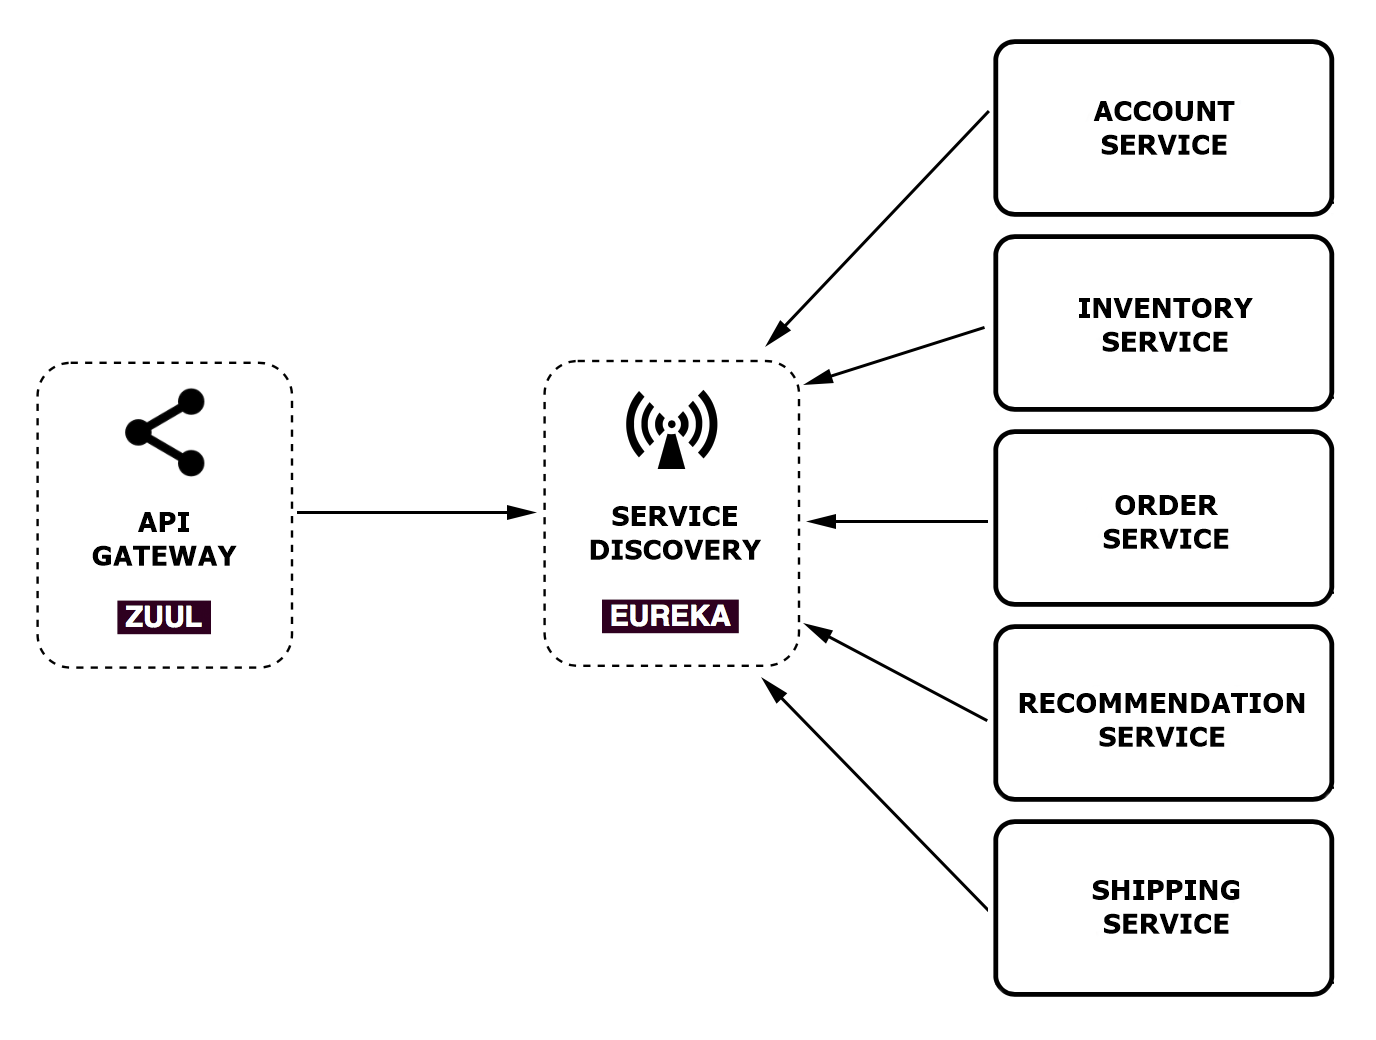 API
GATEWAY
ZUUL
SERVICE
DISCOVERY
EUREKA
ACCOUNT
SERVICE
INVENTORY
SERVICE
ORDER
SERVICE
RECOMMENDATION
SERVICE
SHIPPING
SERVICE